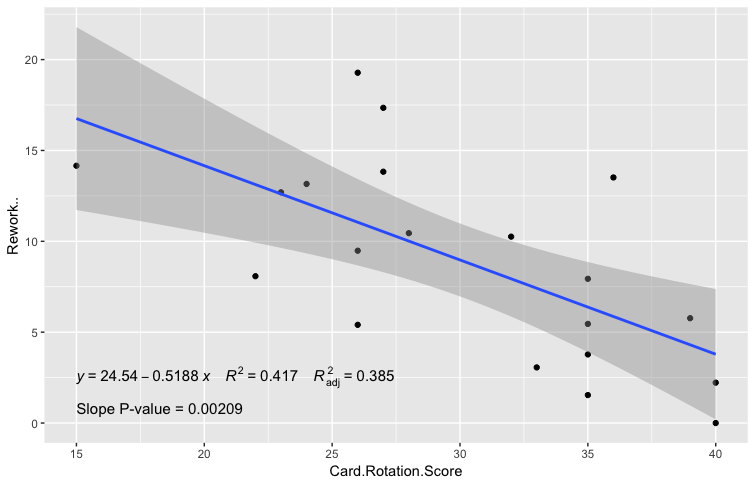 20
15
10
5
0
Rework..
y = 24.54 – 0.5188 x R² = 0.417 R²adj = 0.385
Slope P-value = 0.00209
15 20 25 30 35 40
Card.Rotation.Score